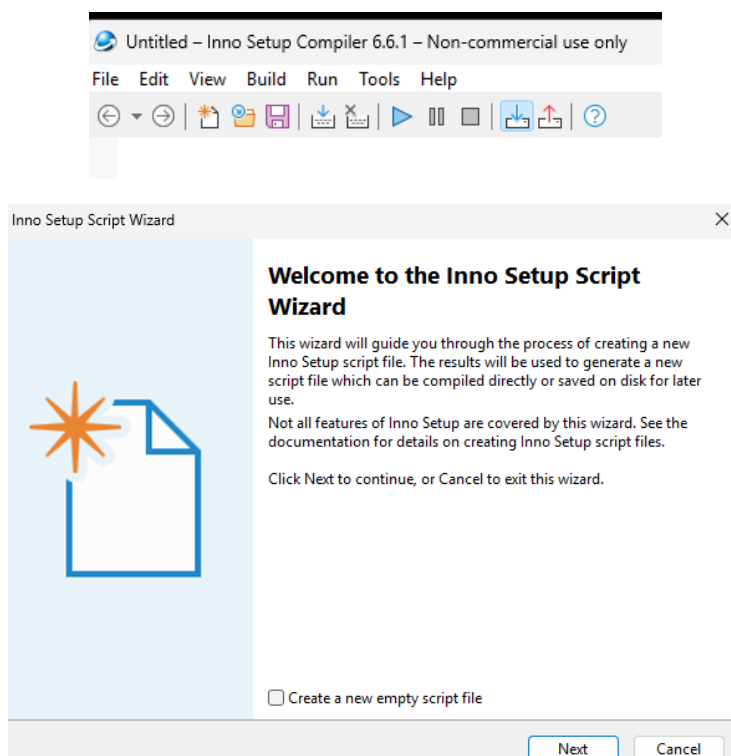 Untitled – Inno Setup Compiler 6.6.1 – Non-commercial use only
File Edit View Build Run Tools Help
Inno Setup Script Wizard
Welcome to the Inno Setup Script
Wizard
This wizard will guide you through the process of creating a new
Inno Setup script file. The results will be used to generate a new
script file which can be compiled directly or saved on disk for later
use.
Not all features of Inno Setup are covered by this wizard. See the
documentation for details on creating Inno Setup script files.
Click Next to continue, or Cancel to exit this wizard.
Create a new empty script file
Next Cancel